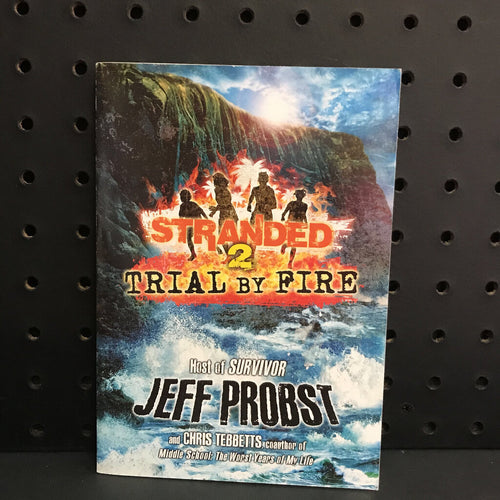 STRANDED
2
TRIAL BY FIRE
Host of SURVIVOR
JEFF PROBST
and CHRIS TEBBETTS, coauthor of
Middle School: The Worst Years of My Life